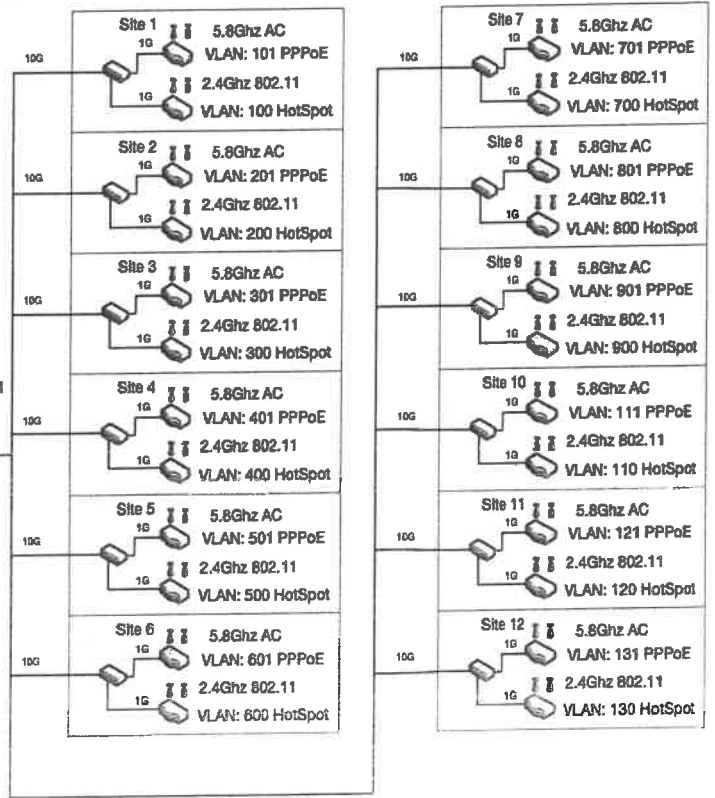 Site 1
10G
1G
5.8Ghz AC
VLAN: 101 PPPoE
2.4Ghz 802.11
1G
VLAN: 100 HotSpot
Site 2
10G
1G
5.8Ghz AC
VLAN: 201 PPPoE
2.4Ghz 802.11
1G
VLAN: 200 HotSpot
Site 3
10G
1G
5.8Ghz AC
VLAN: 301 PPPoE
2.4Ghz 802.11
1G
VLAN: 300 HotSpot
Site 4
10G
1G
5.8Ghz AC
VLAN: 401 PPPoE
2.4Ghz 802.11
1G
VLAN: 400 HotSpot
Site 5
10G
1G
5.8Ghz AC
VLAN: 501 PPPoE
2.4Ghz 802.11
1G
VLAN: 500 HotSpot
Site 6
10G
1G
5.8Ghz AC
VLAN: 601 PPPoE
2.4Ghz 802.11
1G
VLAN: 600 HotSpot
Site 7
10G
1G
5.8Ghz AC
VLAN: 701 PPPoE
2.4Ghz 802.11
1G
VLAN: 700 HotSpot
Site 8
10G
1G
5.8Ghz AC
VLAN: 801 PPPoE
2.4Ghz 802.11
1G
VLAN: 800 HotSpot
Site 9
10G
1G
5.8Ghz AC
VLAN: 901 PPPoE
2.4Ghz 802.11
1G
VLAN: 900 HotSpot
Site 10
10G
1G
5.8Ghz AC
VLAN: 111 PPPoE
2.4Ghz 802.11
1G
VLAN: 110 HotSpot
Site 11
10G
1G
5.8Ghz AC
VLAN: 121 PPPoE
2.4Ghz 802.11
1G
VLAN: 120 HotSpot
Site 12
10G
1G
5.8Ghz AC
VLAN: 131 PPPoE
2.4Ghz 802.11
1G
VLAN: 130 HotSpot